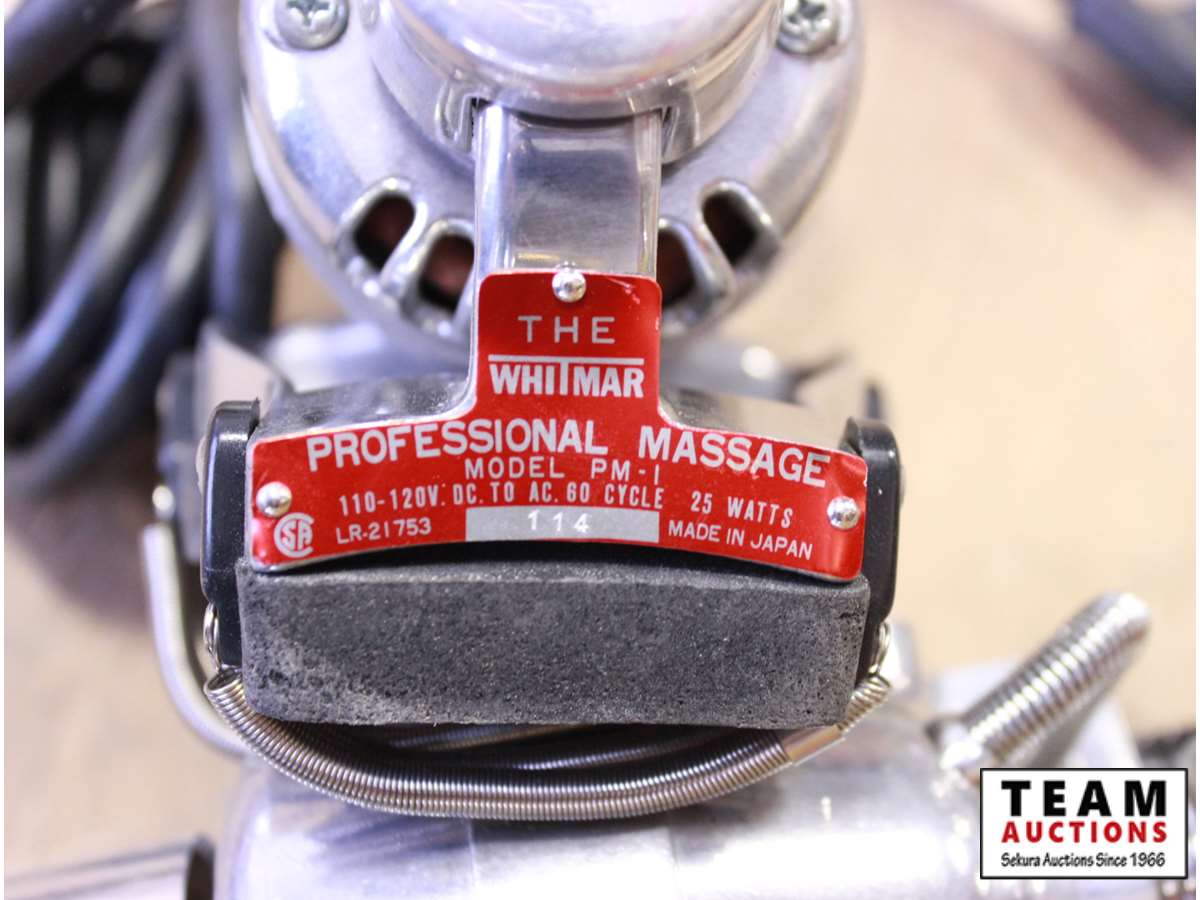 THE
WHITMAR
PROFESSIONAL MASSAGE
MODEL PM-1
110-120V. DC. TO AC. 60 CYCLE 25 WATTS
SA LR-21753 114 MADE IN JAPAN
TEAM
AUCTIONS
Sekura Auctions Since 1966